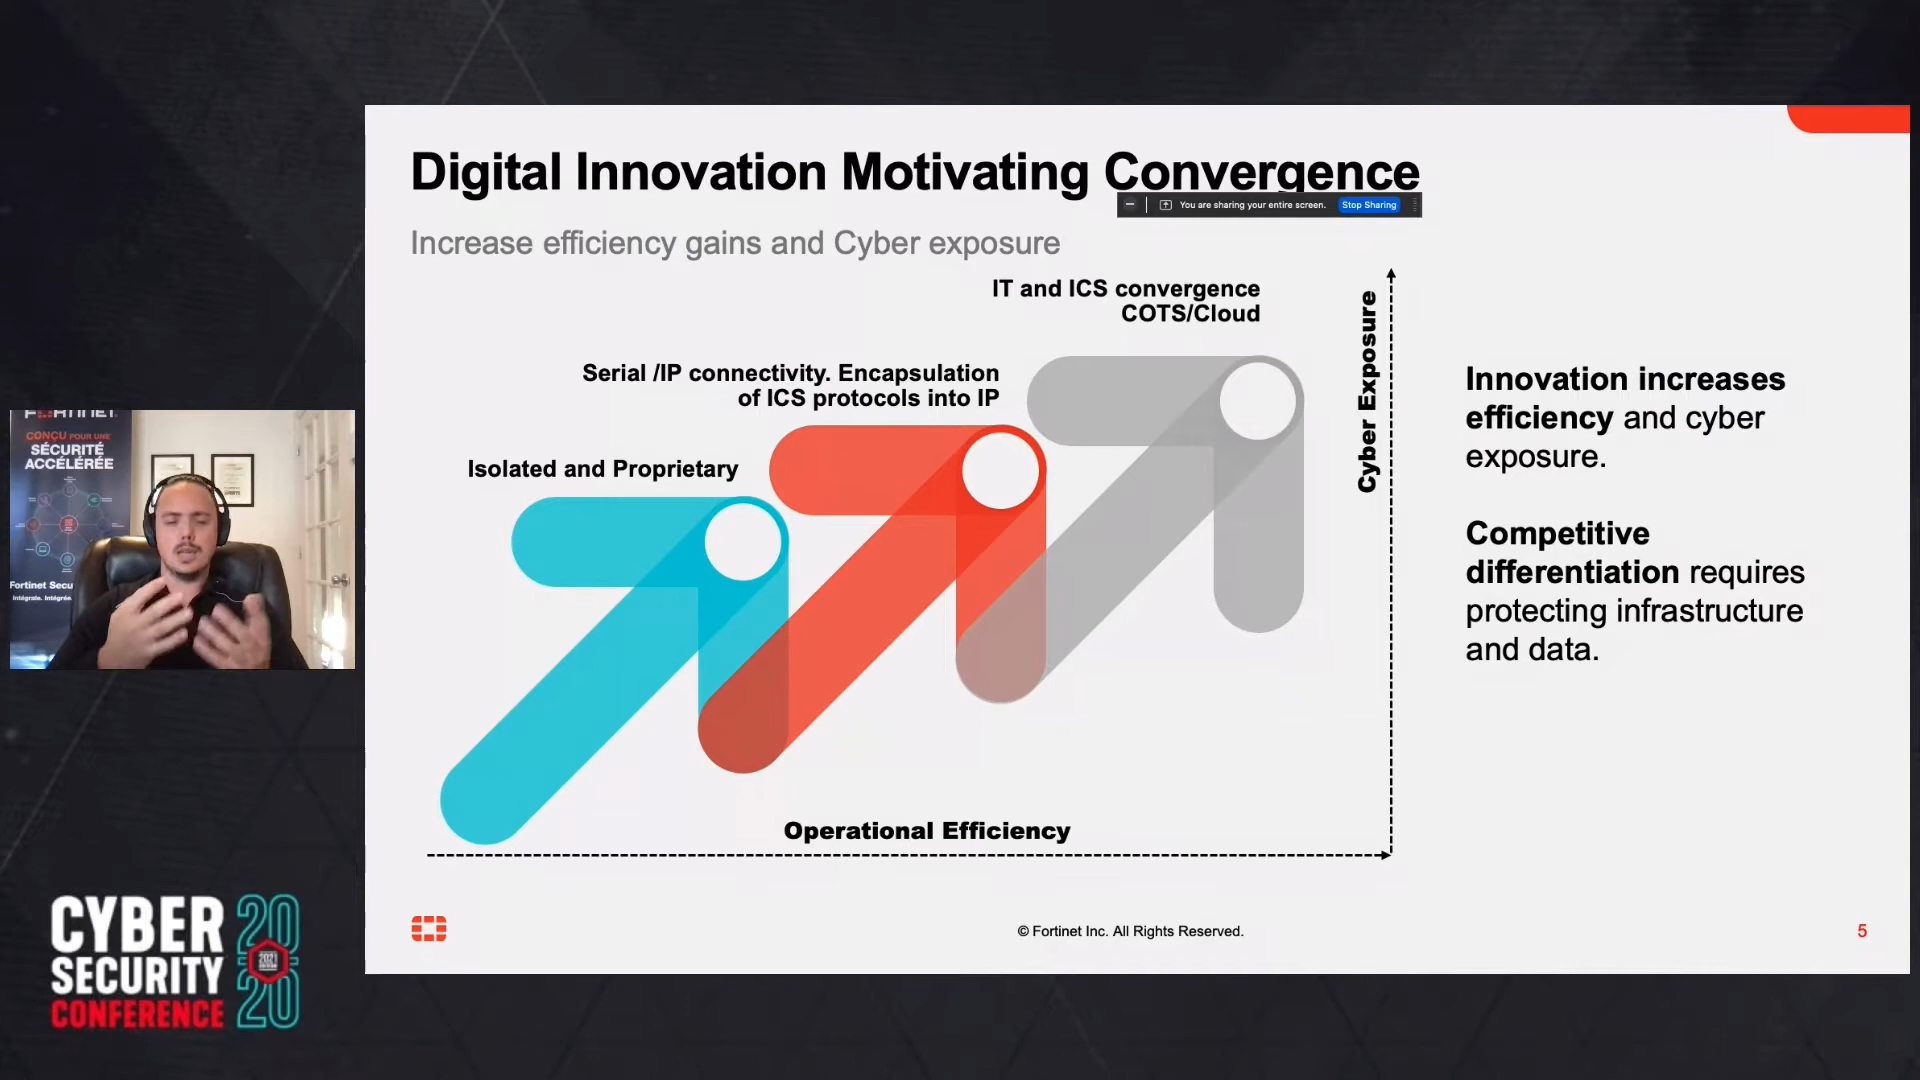 Digital Innovation Motivating Convergence
You are sharing your entire screen.
Stop Sharing
Increase efficiency gains and Cyber exposure
IT and ICS convergence
COTS/Cloud
Serial /IP connectivity. Encapsulation
of ICS protocols into IP
Isolated and Proprietary
Cyber Exposure
Operational Efficiency
Innovation increases
efficiency and cyber
exposure.
Competitive
differentiation requires
protecting infrastructure
and data.
© Fortinet Inc. All Rights Reserved.
5
FORTINET
CONÇU POUR UNE
SÉCURITÉ
ACCÉLÉRÉE
Fortinet Secu
Intégrale. Intégrée.
CYBER
SECURITY
CONFERENCE
20
2021
20